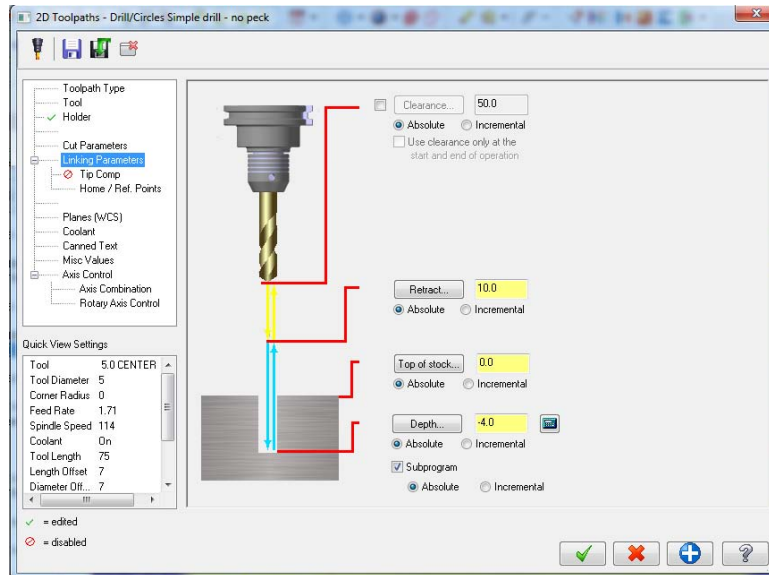 2D Toolpaths - Drill/Circles Simple drill - no peck
Toolpath Type
Tool
Holder
Cut Parameters
Linking Parameters
Tip Comp
Home / Ref. Points
Planes (WCS)
Coolant
Canned Text
Misc Values
Axis Control
Axis Combination
Rotary Axis Control
Quick View Settings
Tool 5.0 CENTER
Tool Diameter 5
Corner Radius 0
Feed Rate 1.71
Spindle Speed 114
Coolant On
Tool Length 75
Length Offset 7
Diameter Off... 7
= edited
= disabled
Clearance... 50.0
Absolute Incremental
Use clearance only at the
start and end of operation
Retract... 10.0
Absolute Incremental
Top of stock... 0.0
Absolute Incremental
Depth... -4.0
Absolute Incremental
Subprogram
Absolute Incremental